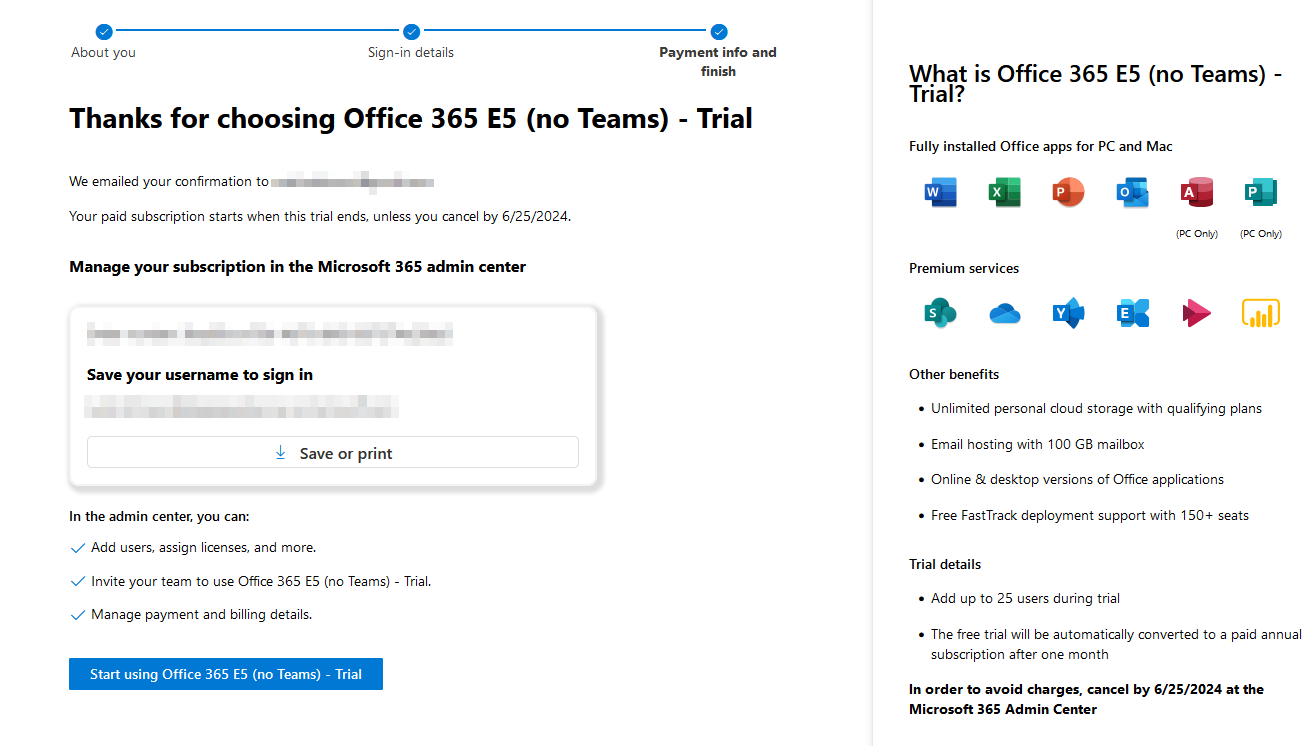 About you
Sign-in details
Payment info and
finish
Thanks for choosing Office 365 E5 (no Teams) - Trial
We emailed your confirmation to
Your paid subscription starts when this trial ends, unless you cancel by 6/25/2024.
Manage your subscription in the Microsoft 365 admin center
Save your username to sign in
Save or print
In the admin center, you can:
Add users, assign licenses, and more.
Invite your team to use Office 365 E5 (no Teams) - Trial.
Manage payment and billing details.
Start using Office 365 E5 (no Teams) - Trial
What is Office 365 E5 (no Teams) -
Trial?
Fully installed Office apps for PC and Mac
W X P O A P
(PC Only) (PC Only)
Premium services
S Y E
Other benefits
• Unlimited personal cloud storage with qualifying plans
• Email hosting with 100 GB mailbox
• Online & desktop versions of Office applications
• Free FastTrack deployment support with 150+ seats
Trial details
• Add up to 25 users during trial
• The free trial will be automatically converted to a paid annual
subscription after one month
In order to avoid charges, cancel by 6/25/2024 at the
Microsoft 365 Admin Center